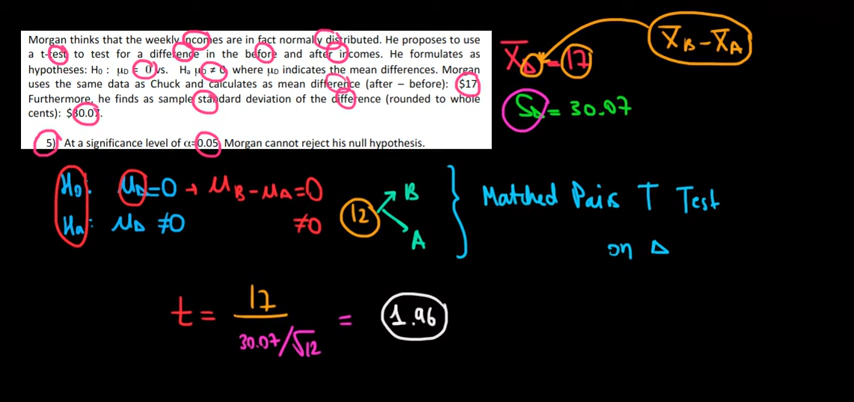 Morgan thinks that the weekly incomes are in fact normally distributed. He proposes to use
a t-test to test for a difference in the before and after incomes. He formulates as
hypotheses: H0 : μD = 0 vs. Ha μD ≠ 0, where μD indicates the mean differences. Morgan
uses the same data as Chuck and calculates as mean difference (after – before): $17
Furthermore, he finds as sample standard deviation of the difference (rounded to whole
cents): $30.07.
5) At a significance level of α=0.05, Morgan cannot reject his null hypothesis.
X̄Δ = 17
X̄B - X̄A
SΔ = 30.07
H0: μΔ=0 → μB-μA=0
Ha: μΔ ≠0 ≠0
12 B
A
Matched Pairs T Test
on Δ
t = 17 / 30.07/√12 = 1.96